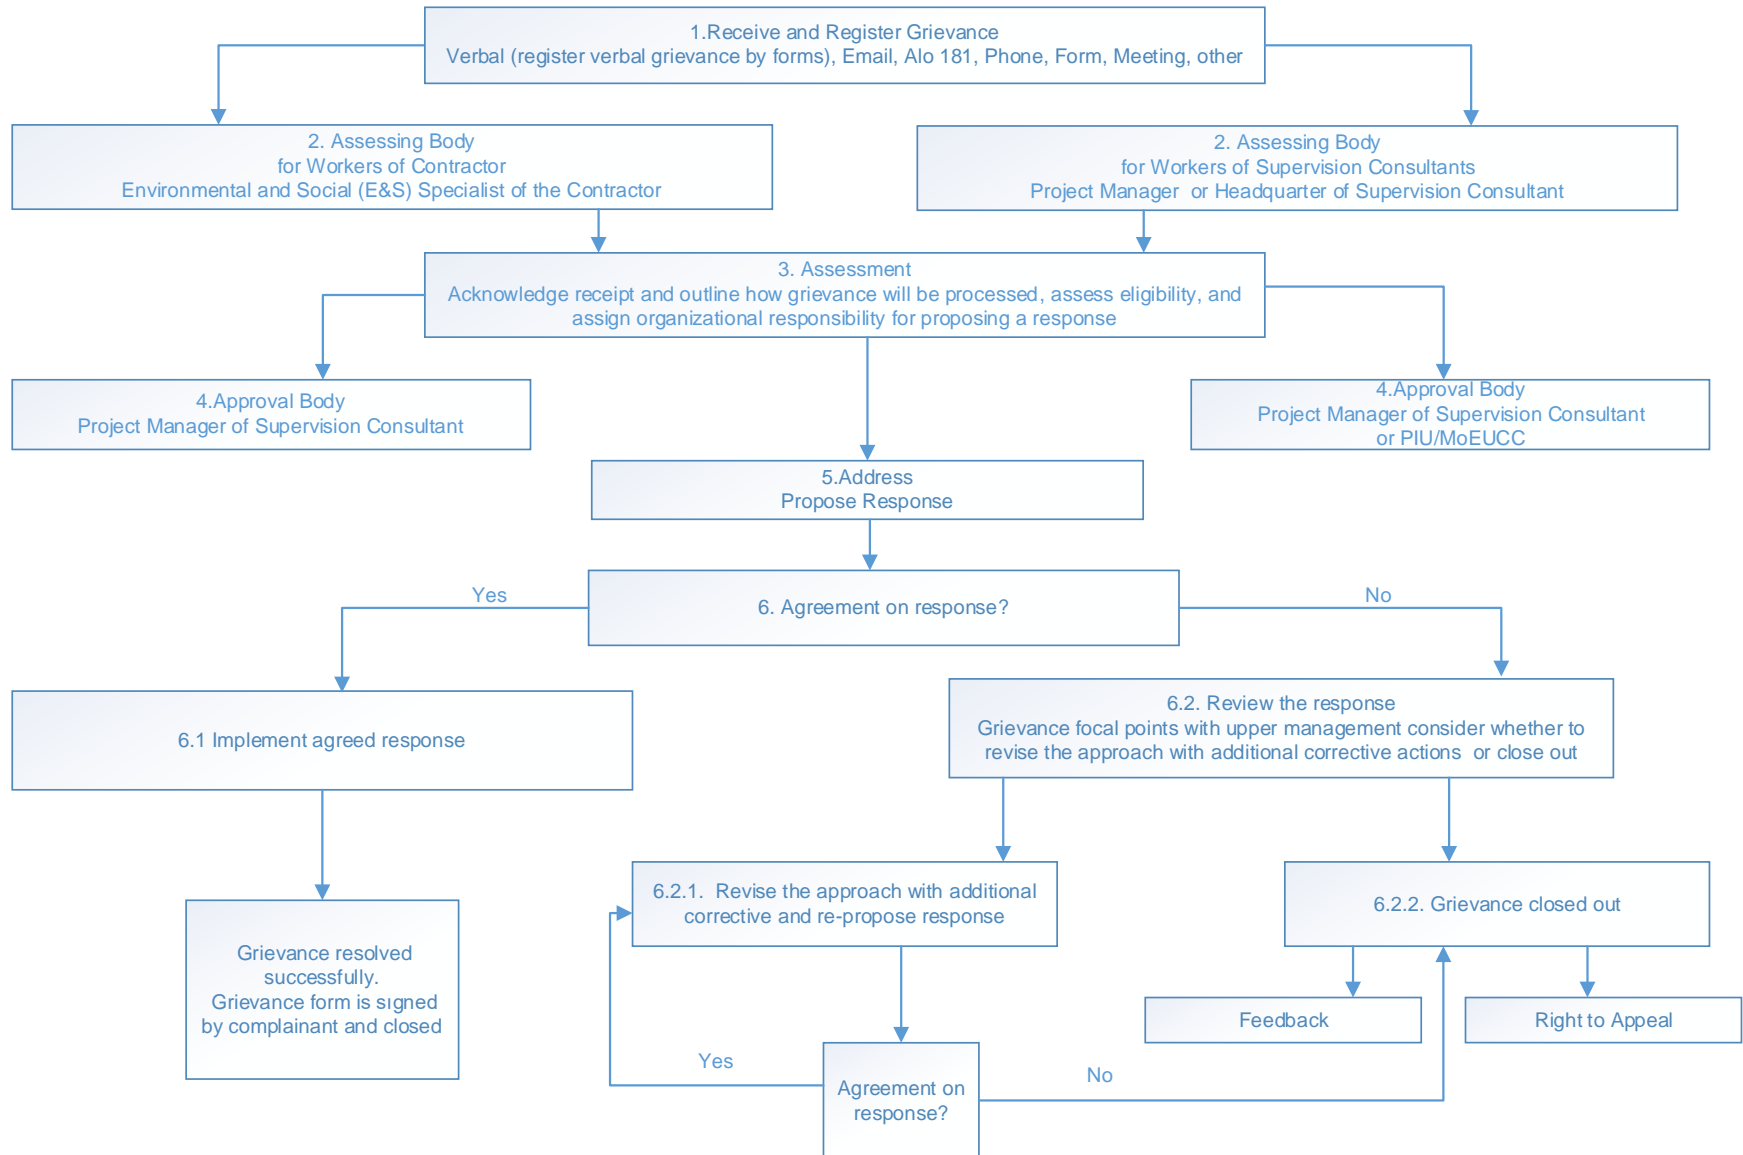 1.Receive and Register Grievance
Verbal (register verbal grievance by forms), Email, Alo 181, Phone, Form, Meeting, other
2. Assessing Body
for Workers of Contractor
Environmental and Social (E&S) Specialist of the Contractor
2. Assessing Body
for Workers of Supervision Consultants
Project Manager or Headquarter of Supervision Consultant
3. Assessment
Acknowledge receipt and outline how grievance will be processed, assess eligibility, and
assign organizational responsibility for proposing a response
4.Approval Body
Project Manager of Supervision Consultant
4.Approval Body
Project Manager of Supervision Consultant
or PIU/MoEUCC
5.Address
Propose Response
Yes
6. Agreement on response?
No
6.1 Implement agreed response
6.2. Review the response
Grievance focal points with upper management consider whether to
revise the approach with additional corrective actions or close out
6.2.1. Revise the approach with additional
corrective and re-propose response
6.2.2. Grievance closed out
Grievance resolved
successfully.
Grievance form is sıgned
by complainant and closed
Feedback
Right to Appeal
Yes
No
Agreement on
response?